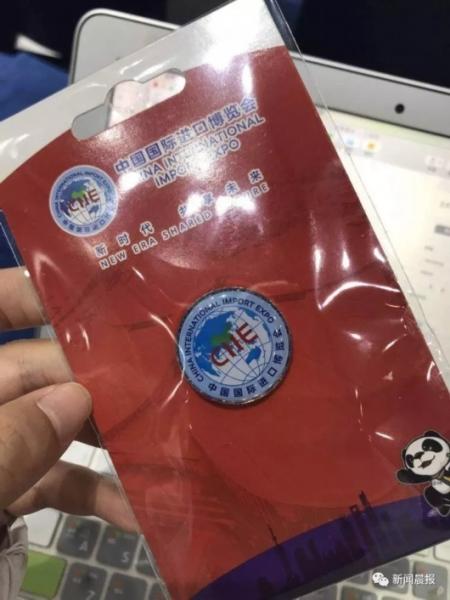 中国国际进口博览会
CHINA INTERNATIONAL
IMPORT EXPO
CIIE
新时代 共享未来
NEW ERA SHARED FUTURE
CHINA INTERNATIONAL IMPORT EXPO
CIIE
中国国际进口博览会
新闻晨报